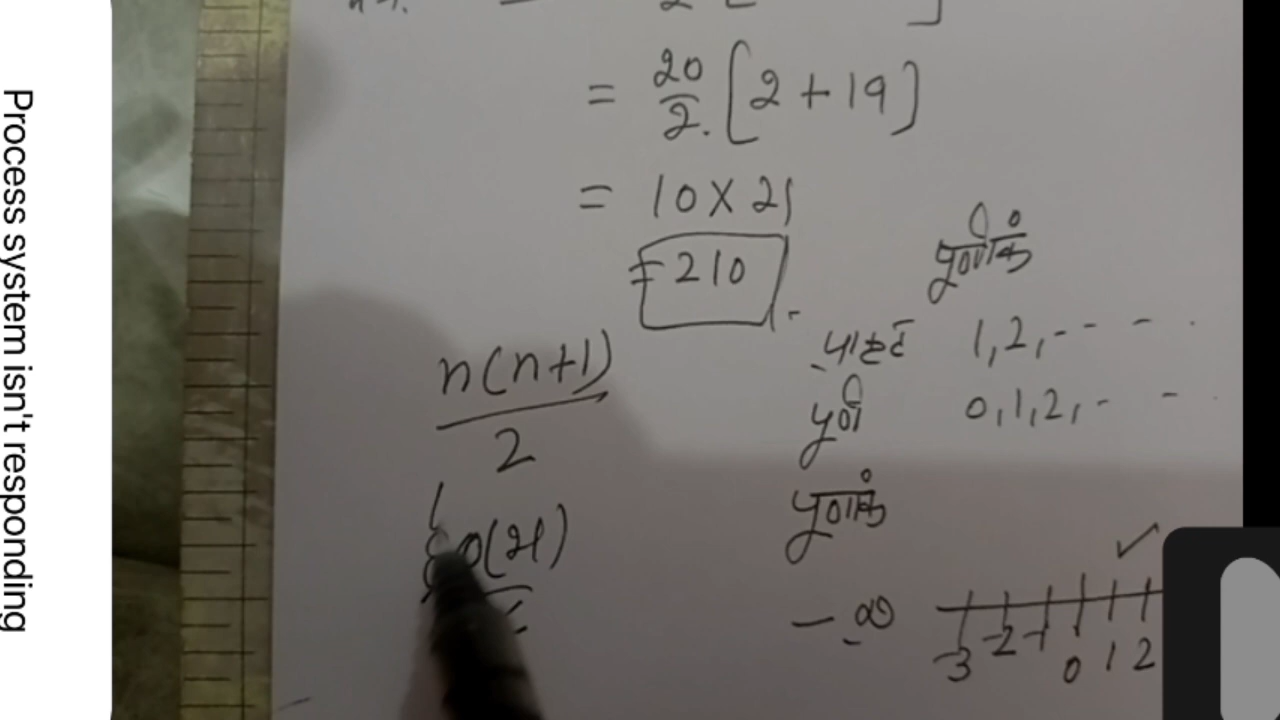 = 20/2. [2 + 19]
= 10 × 21
= 210
पूर्णांक
n(n+1)/2
1, 2, - - - .
पूर्ण 0, 1, 2, - -
पूर्णांक
- ∞
-3 -2 -1 0 1 2
Process system isn't responding